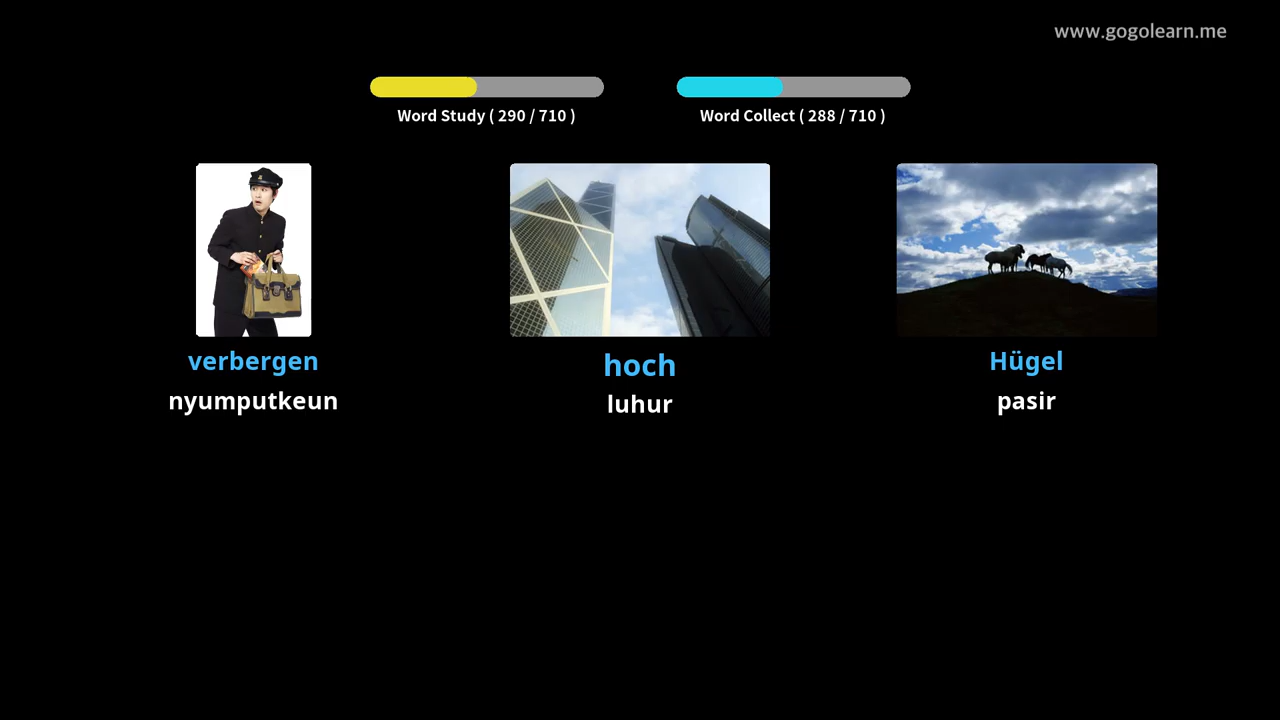 www.gogolearn.me
Word Study ( 290 / 710 )
Word Collect ( 288 / 710 )
verbergen
nyumputkeun
hoch
luhur
Hügel
pasir